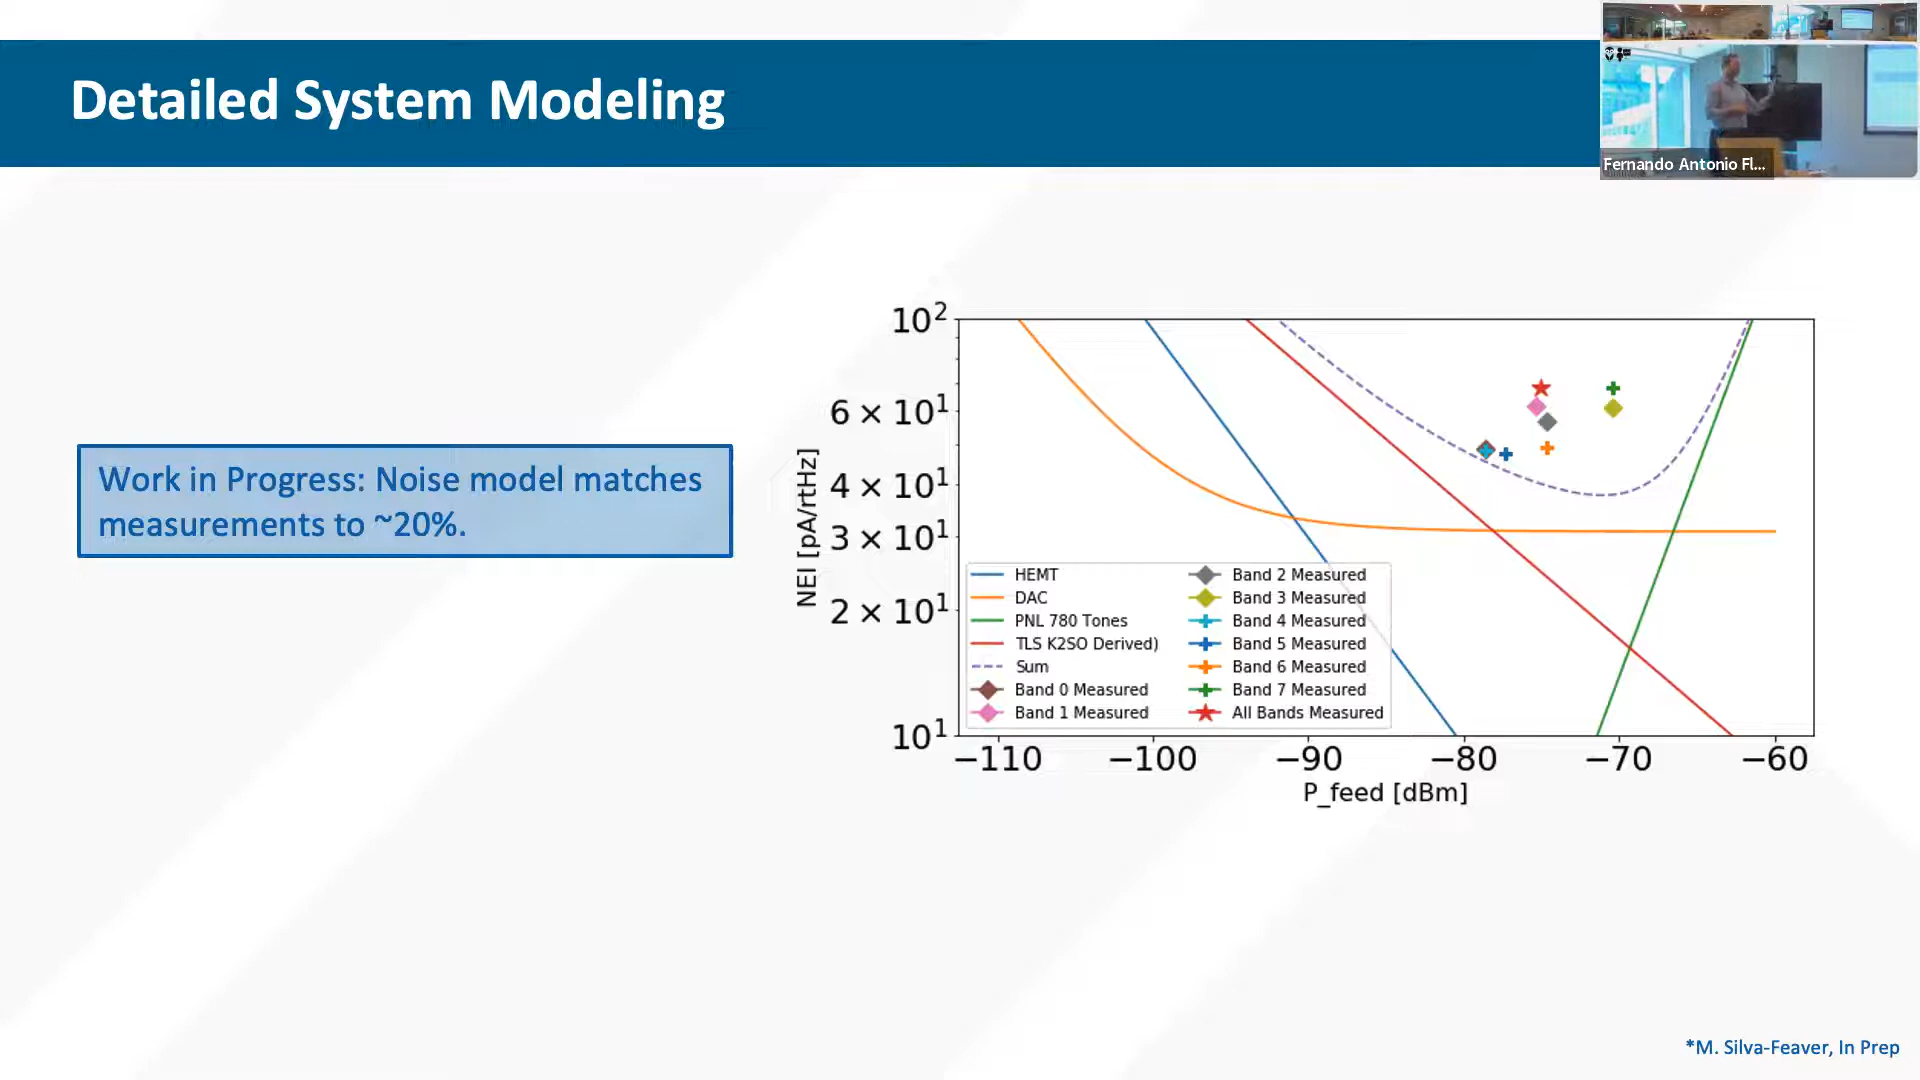 Detailed System Modeling
Fernando Antonio Fl...
Work in Progress: Noise model matches
measurements to ~20%.
10²
6 × 10¹
4 × 10¹
3 × 10¹
2 × 10¹
10¹
NEI [pA/rtHz]
HEMT
DAC
PNL 780 Tones
TLS K2SO Derived)
Sum
Band 0 Measured
Band 1 Measured
Band 2 Measured
Band 3 Measured
Band 4 Measured
Band 5 Measured
Band 6 Measured
Band 7 Measured
All Bands Measured
−110 −100 −90 −80 −70 −60
P_feed [dBm]
*M. Silva-Feaver, In Prep